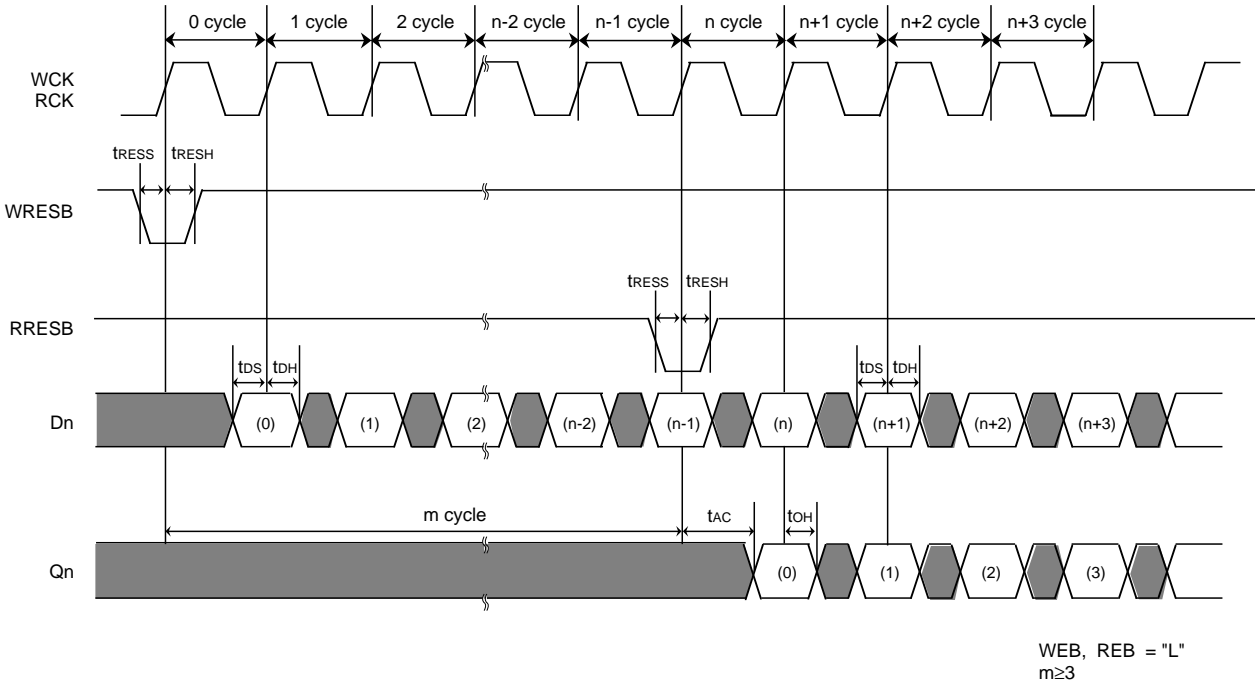 0 cycle 1 cycle 2 cycle n-2 cycle n-1 cycle n cycle n+1 cycle n+2 cycle n+3 cycle
WCK
RCK
tRESS tRESH
WRESB
tRESS tRESH
RRESB
tDS tDH tDS tDH
Dn (0) (1) (2) (n-2) (n-1) (n) (n+1) (n+2) (n+3)
m cycle tAC tOH
Qn (0) (1) (2) (3)
WEB, REB = "L"
m≥3